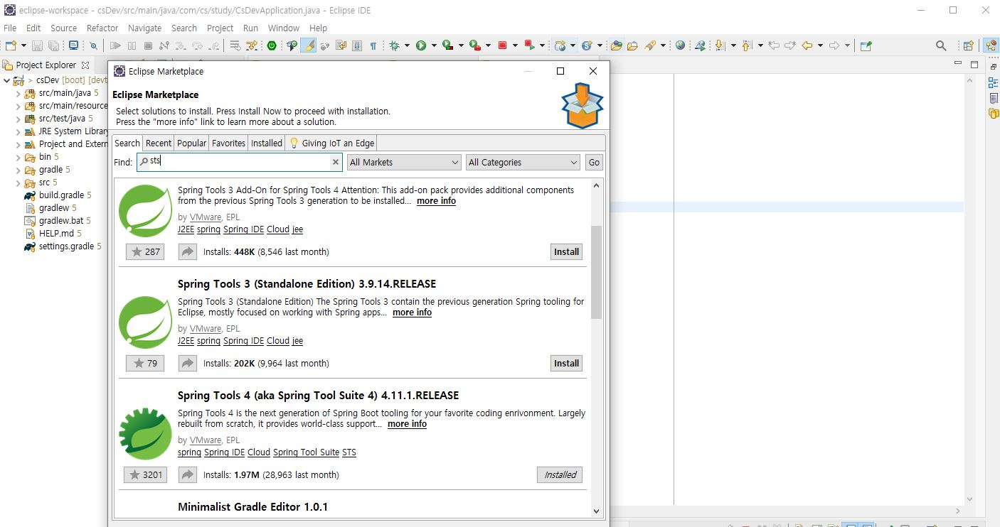 eclipse-workspace - csDev/src/main/java/com/cs/study/CsDevApplication.java - Eclipse IDE
File Edit Source Refactor Navigate Search Project Run Window Help
Project Explorer
csDev [boot] [devt
src/main/java 5
src/main/resource
src/test/java 5
JRE System Library
Project and Extern
bin 5
gradle 5
src 5
build.gradle 5
gradlew 5
gradlew.bat 5
HELP.md 5
settings.gradle 5
Eclipse Marketplace
Eclipse Marketplace
Select solutions to install. Press Install Now to proceed with installation.
Press the "more info" link to learn more about a solution.
Search Recent Popular Favorites Installed Giving IoT an Edge
Find: sts All Markets All Categories Go
Spring Tools 3 Add-On for Spring Tools 4 Attention: This add-on pack provides additional components
from the previous Spring Tools 3 generation to be installed... more info
by VMware, EPL
J2EE spring Spring IDE Cloud jee
287 Installs: 448K (8,546 last month) Install
Spring Tools 3 (Standalone Edition) 3.9.14.RELEASE
Spring Tools 3 (Standalone Edition) The Spring Tools 3 contain the previous generation Spring tooling for
Eclipse, mostly focused on working with Spring apps... more info
by VMware, EPL
J2EE spring Spring IDE Cloud jee
79 Installs: 202K (9,964 last month) Install
Spring Tools 4 (aka Spring Tool Suite 4) 4.11.1.RELEASE
Spring Tools 4 is the next generation of Spring Boot tooling for your favorite coding enrivonment. Largely
rebuilt from scratch, it provides world-class support... more info
by VMware, EPL
spring Spring IDE Cloud Spring Tool Suite STS
3201 Installs: 1.97M (28,963 last month) Installed
Minimalist Gradle Editor 1.0.1